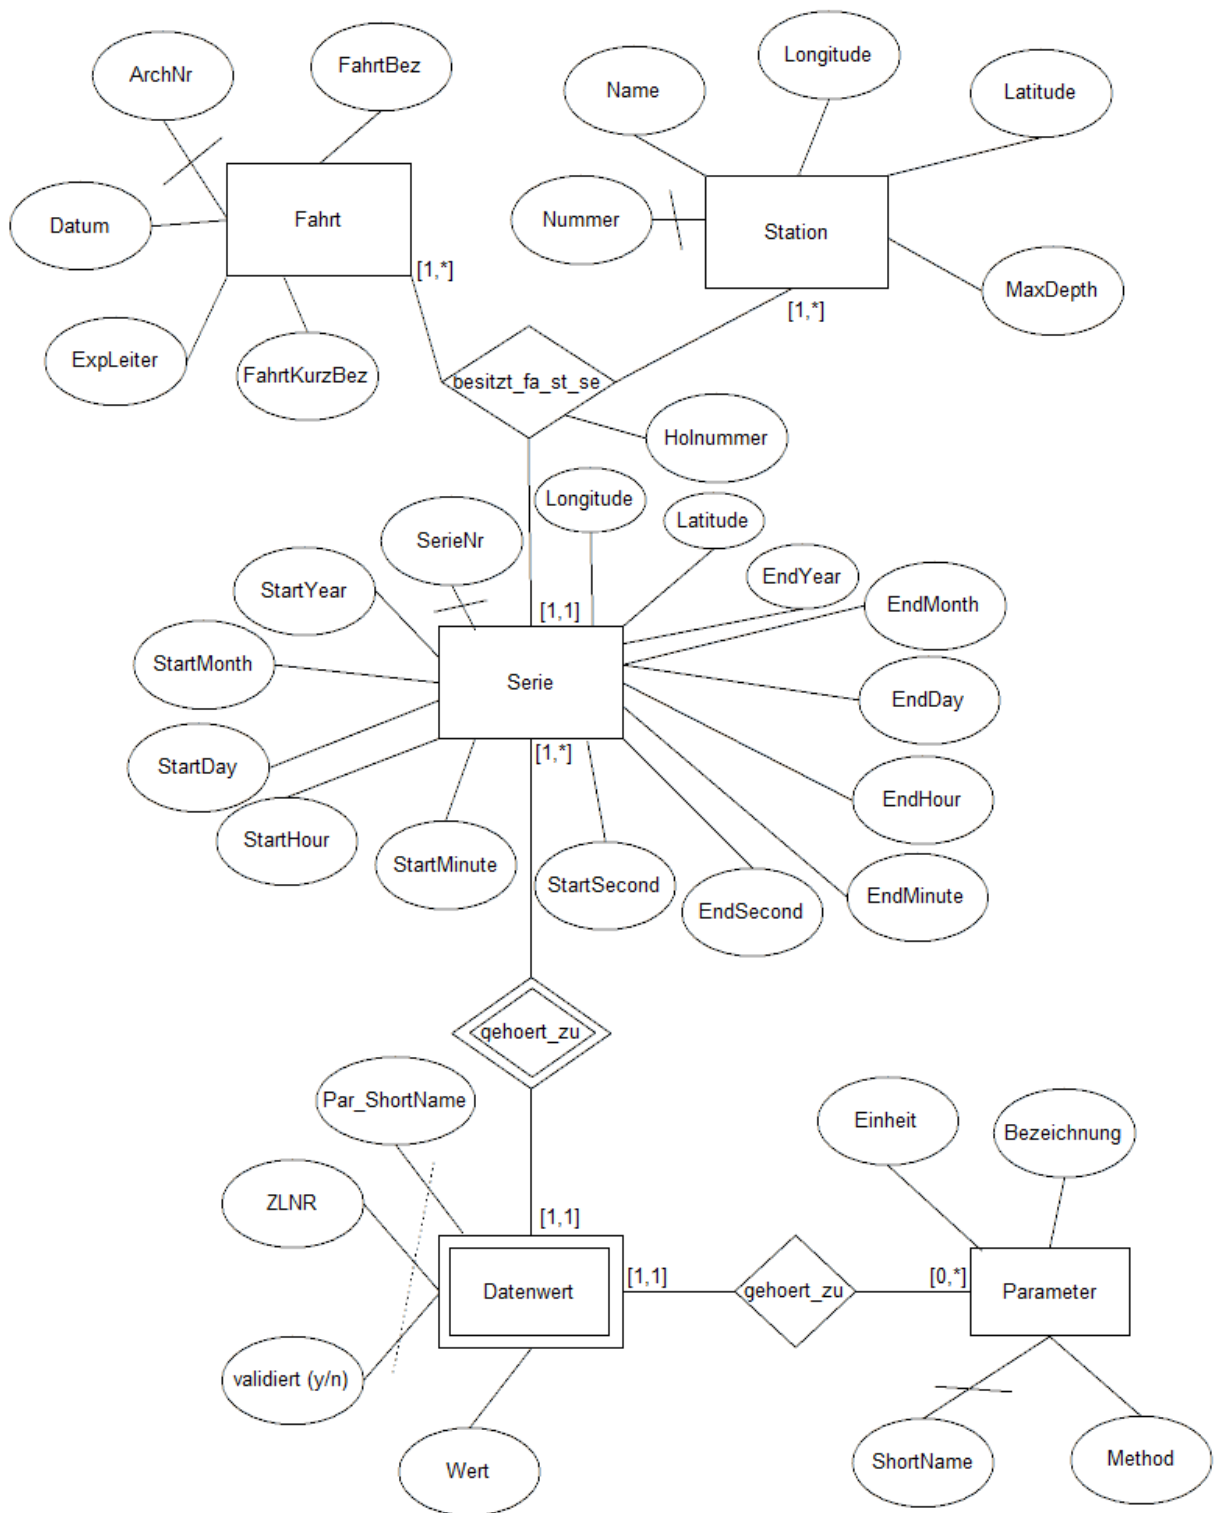 Longitude
FahrtBez
ArchNr
Name
Latitude
Fahrt
Nummer
Datum
Station
[1,*]
MaxDepth
[1,*]
ExpLeiter
FahrtKurzBez
besitzt_fa_st_se
Holnummer
Longitude
Latitude
SerieNr
EndYear
StartYear
EndMonth
[1,1]
StartMonth
Serie
EndDay
[1,*]
StartDay
EndHour
StartHour
StartMinute
StartSecond
EndMinute
EndSecond
gehoert_zu
Par_ShortName
Einheit
Bezeichnung
ZLNR
[1,1]
[1,1]
[0,*]
Datenwert
gehoert_zu
Parameter
validiert (y/n)
Wert
ShortName
Method